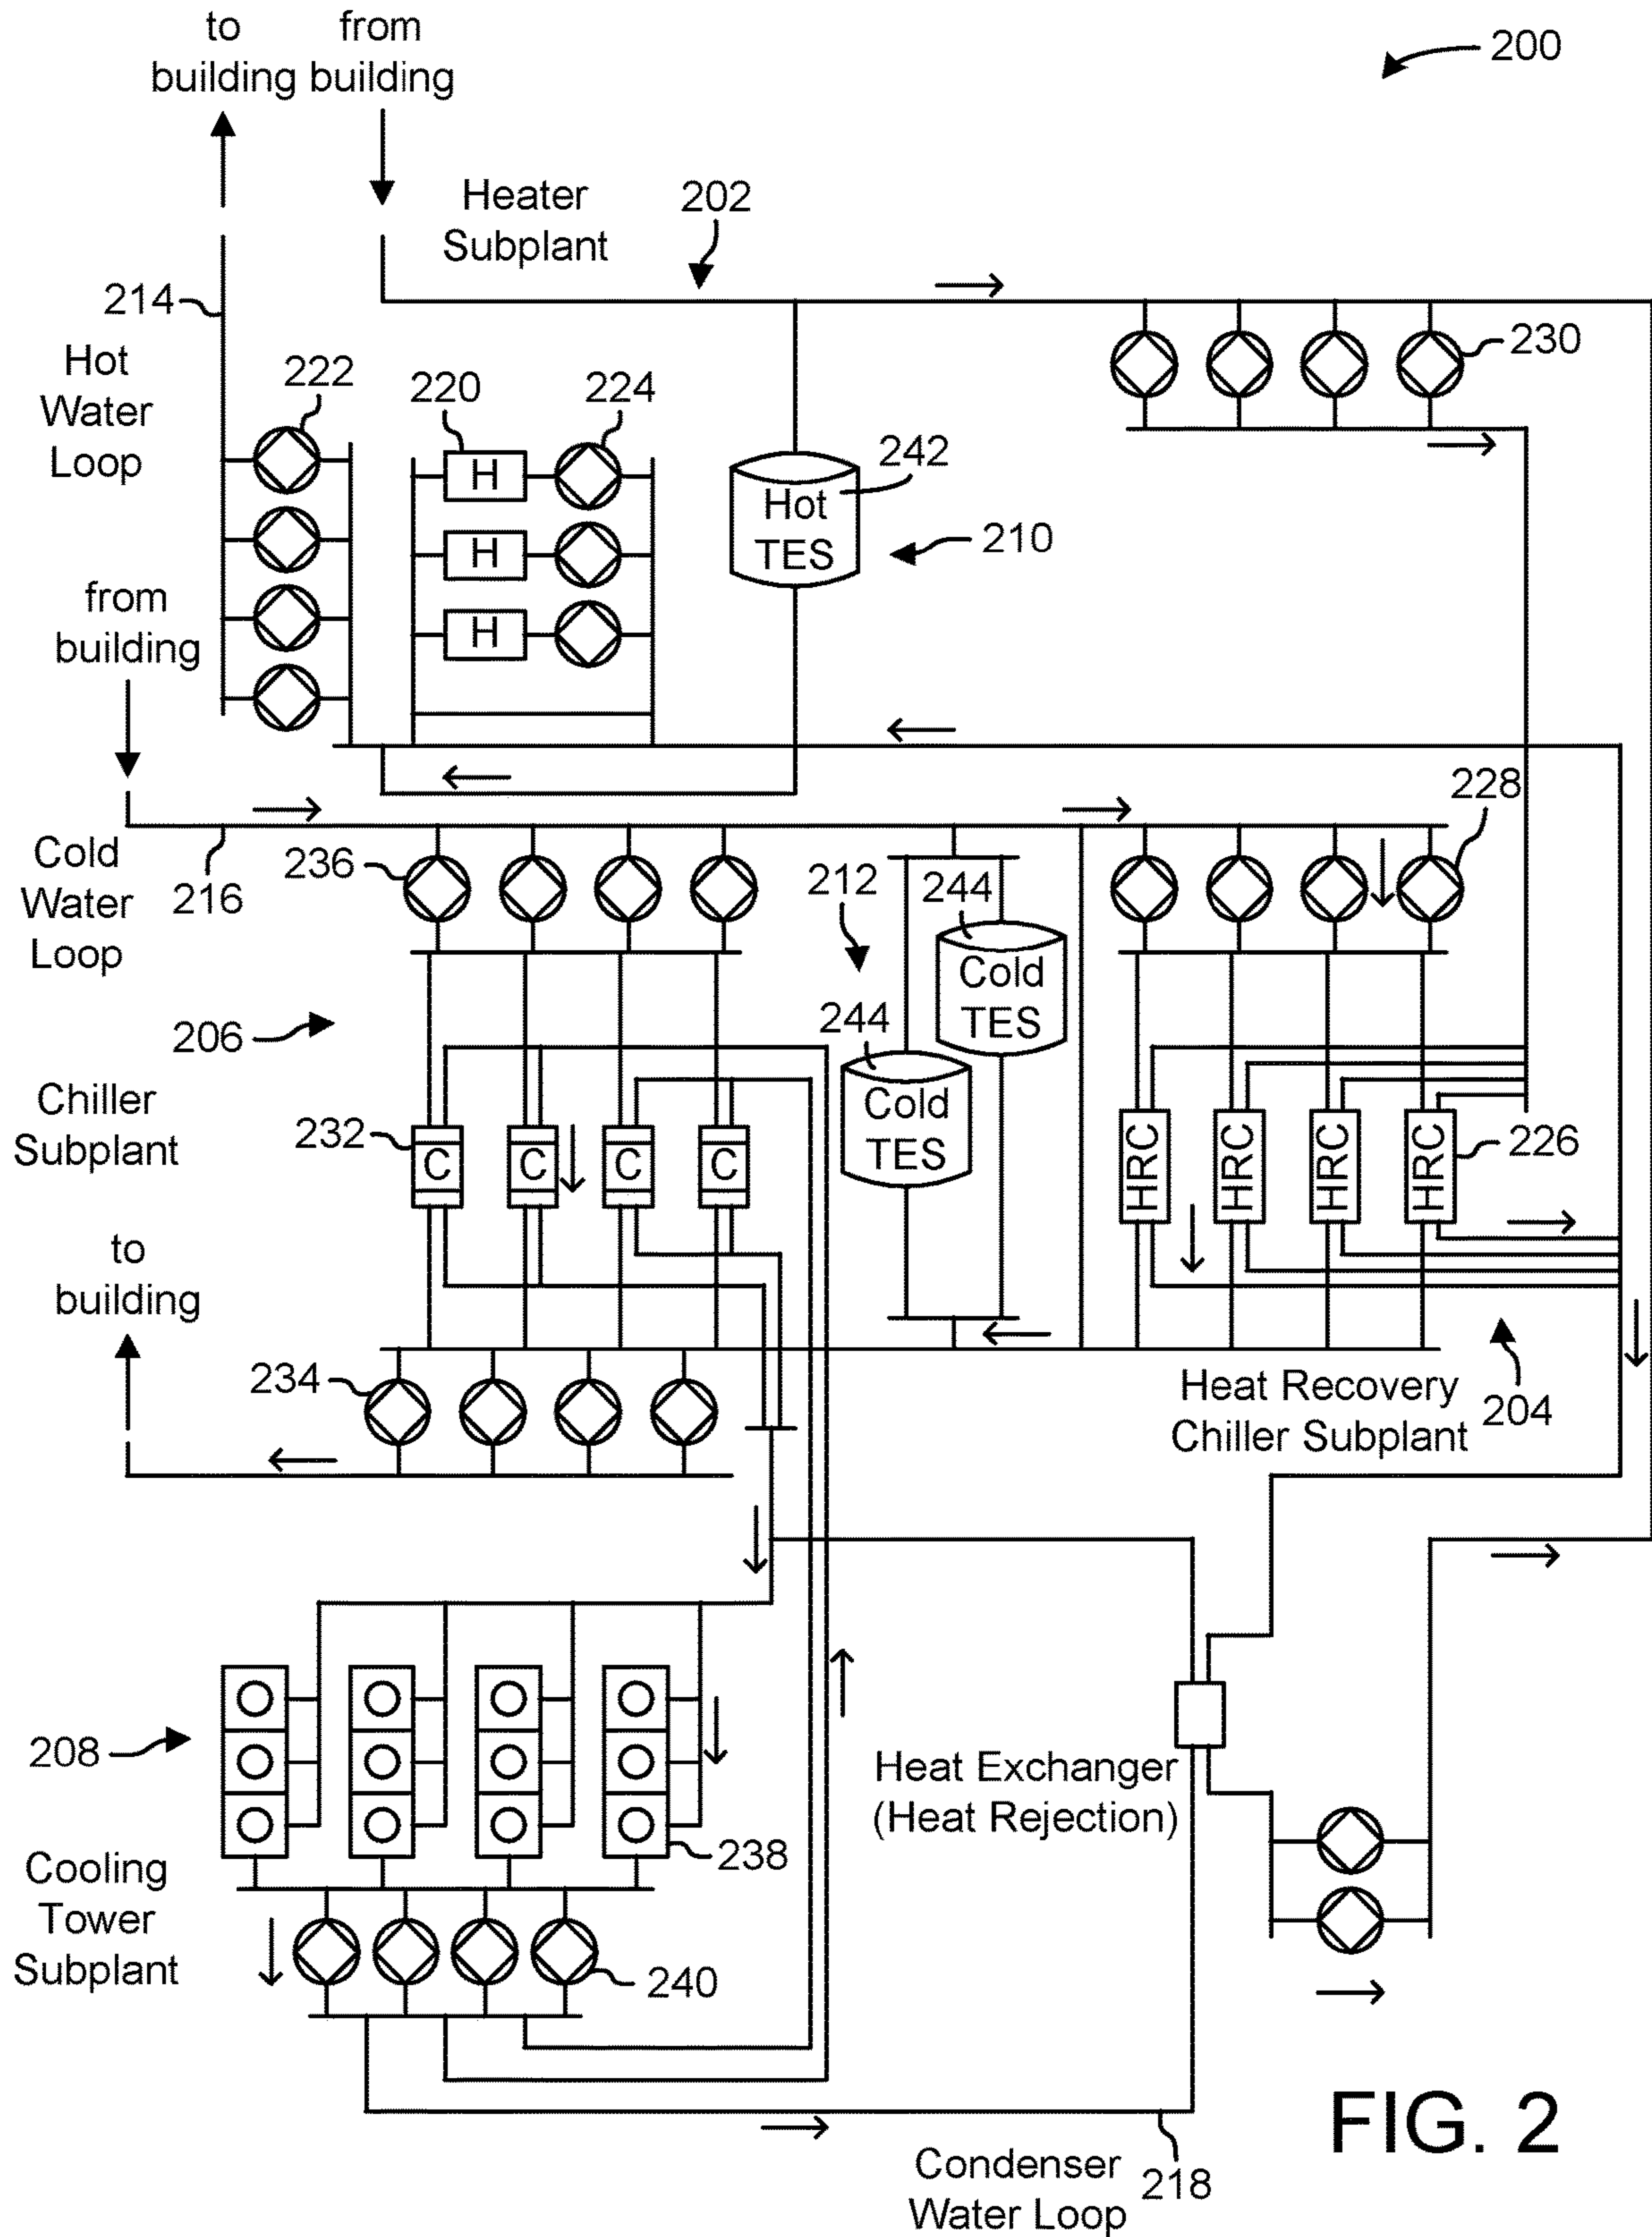 to
building
from
building
200
Heater
Subplant
202
214
Hot
Water
Loop
222
220
224
230
H
H
H
242
Hot
TES
210
from
building
228
Cold
Water
Loop
216
236
212
244
Cold
TES
244
Cold
TES
206
Chiller
Subplant
232
C
C
C
C
HRC
HRC
HRC
HRC
226
to
building
234
Heat Recovery
Chiller Subplant
204
208
Heat Exchanger
(Heat Rejection)
238
Cooling
Tower
Subplant
240
Condenser
Water Loop
218
FIG. 2